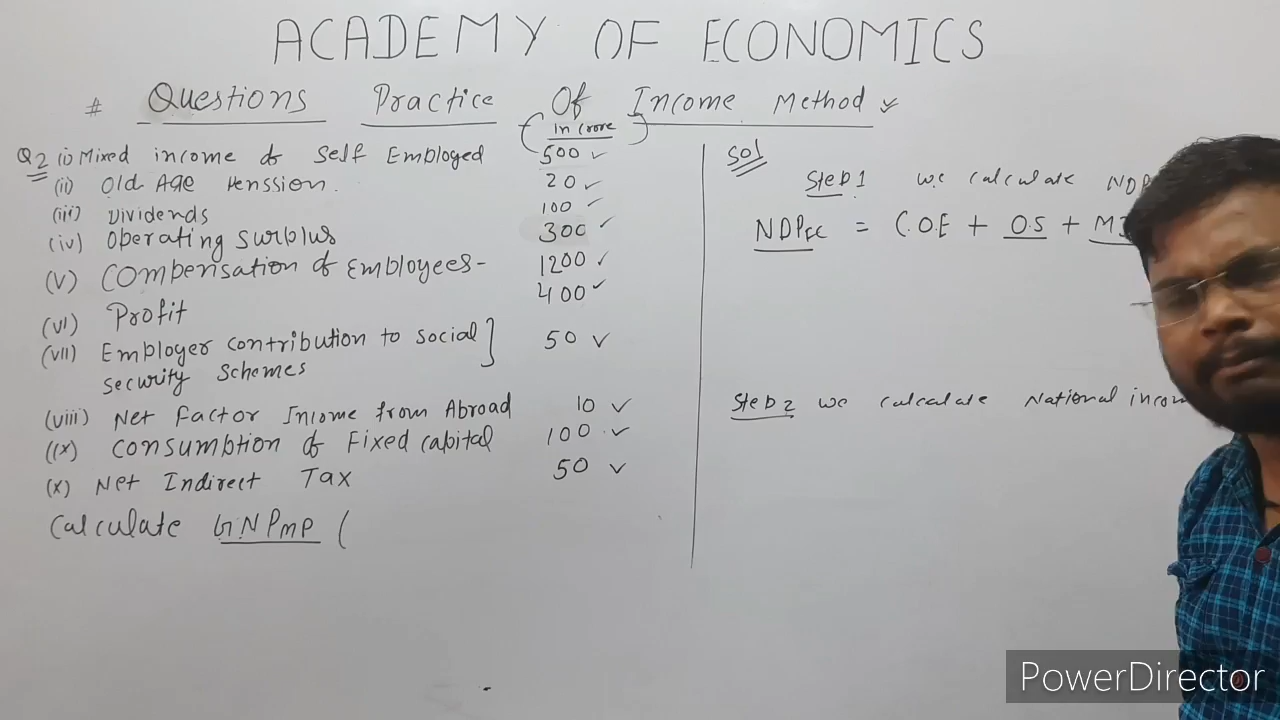 ACADEMY OF ECONOMICS
# Questions Practice Of Income Method
(In crore)
Q2 (i) Mixed income of Self Employed 500
(ii) Old Age Penssion. 20
(iii) Dividends 100
(iv) Operating Surplus 300
(v) Compensation of Employees - 1200
(vi) Profit 400
(vii) Employer contribution to Social security Schemes 50
(viii) Net Factor Income from Abroad 10
(ix) Consumption of Fixed capital 100
(x) Net Indirect Tax 50
Calculate GNPMP (
Sol
Step 1 we calculate
NDPFC = C.O.E + O.S +
Step 2 we calculate National
PowerDirector